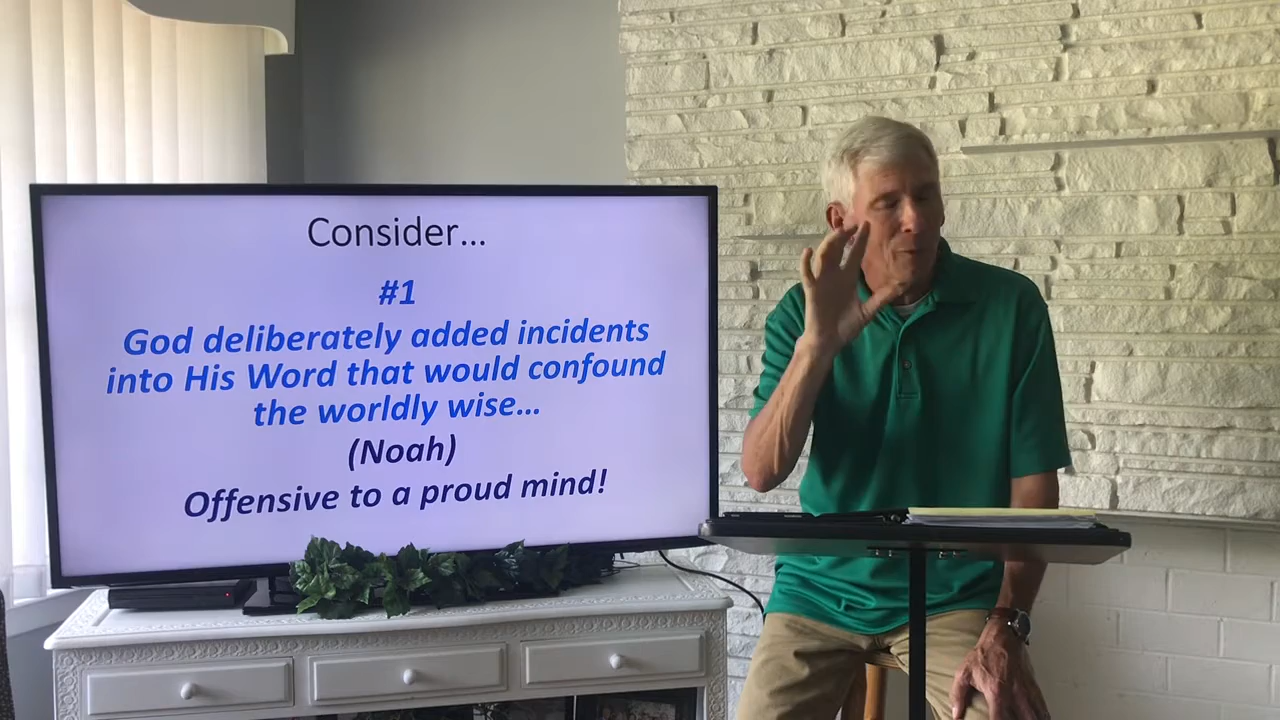 Consider...
#1
God deliberately added incidents
into His Word that would confound
the worldly wise...
(Noah)
Offensive to a proud mind!